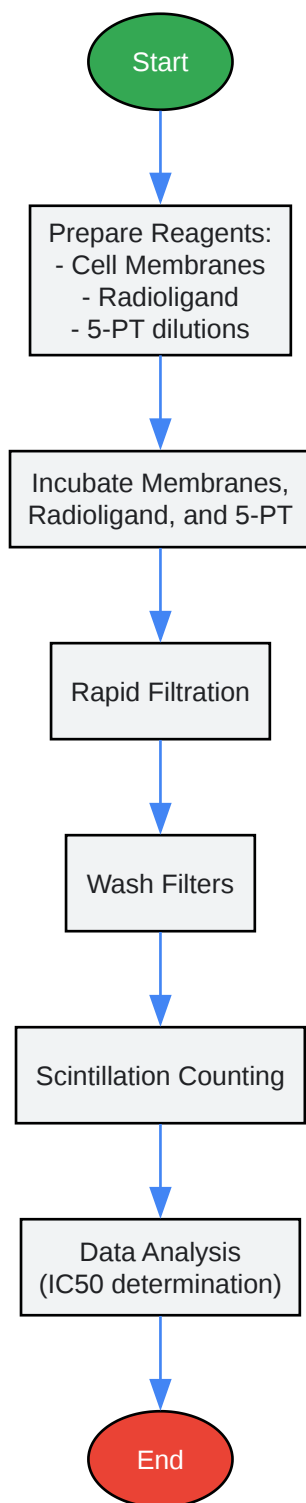 Start
Prepare Reagents:
- Cell Membranes
- Radioligand
- 5-PT dilutions
Incubate Membranes,
Radioligand, and 5-PT
Rapid Filtration
Wash Filters
Scintillation Counting
Data Analysis
(IC50 determination)
End